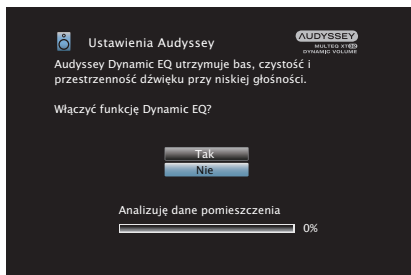 Ustawienia Audyssey
AUDYSSEY
MULTEQ XT32
DYNAMIC VOLUME
Audyssey Dynamic EQ utrzymuje bas, czystość i
przestrzenność dźwięku przy niskiej głośności.
Włączyć funkcję Dynamic EQ?
Tak
Nie
Analizuję dane pomieszczenia
0%